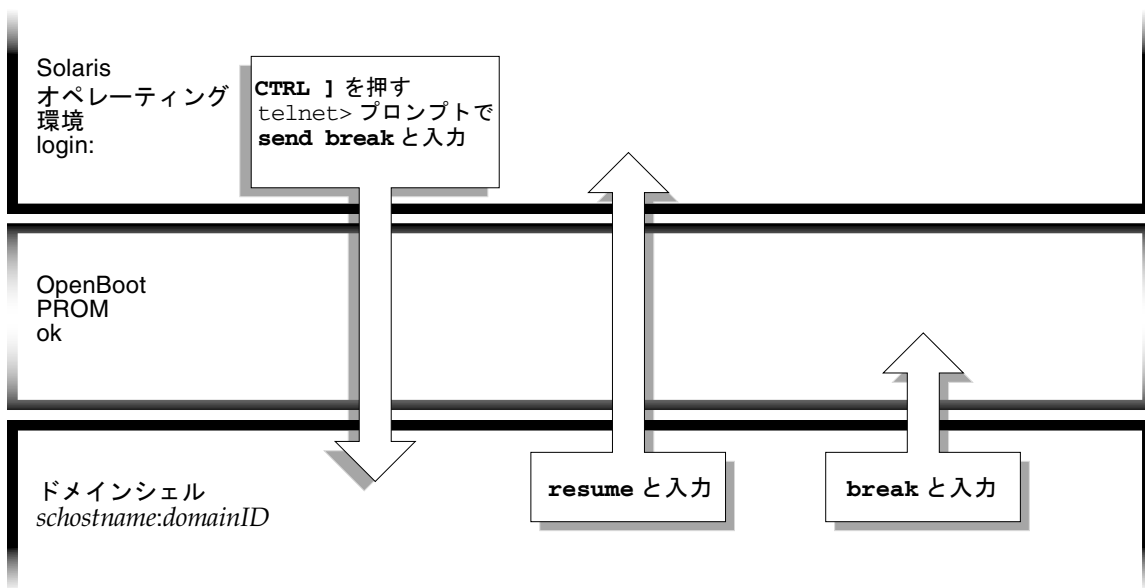 Solaris
オペレーティング
環境
login:
CTRL ] を押す
telnet> プロンプトで
send break と入力
OpenBoot
PROM
ok
ドメインシェル
schostname:domainID
resume と入力
break と入力